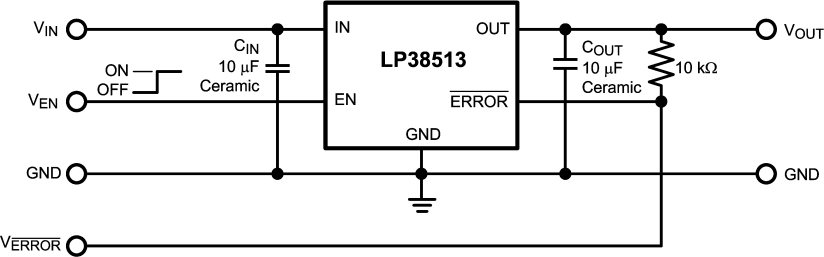 VIN
IN
OUT
VOUT
CIN
10 μF
Ceramic
LP38513
COUT
10 μF
Ceramic
10 kΩ
ON
OFF
VEN
EN
ERROR
GND
GND
GND
VERROR